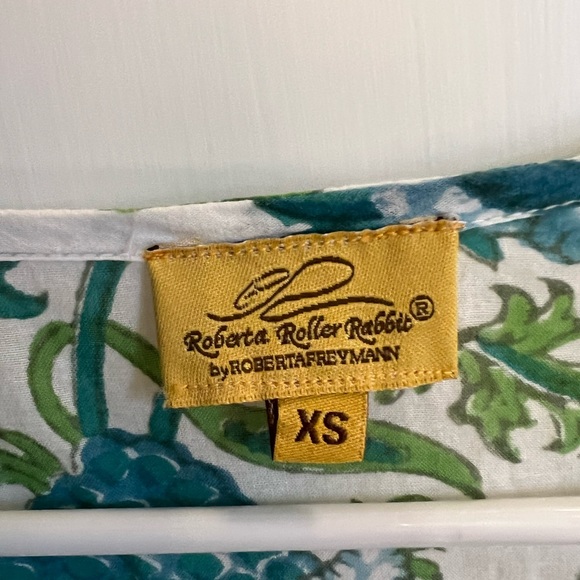 Roberta Roller Rabbit®
by ROBERTAFREYMANN
XS